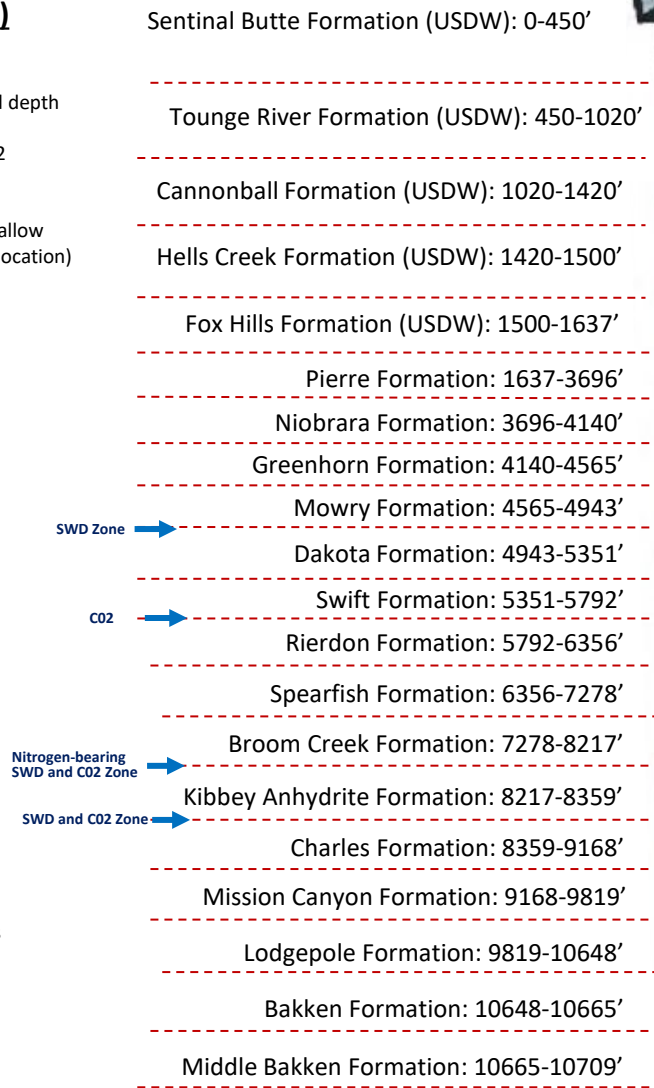 )
Sentinal Butte Formation (USDW): 0-450’
l depth
Tounge River Formation (USDW): 450-1020’
2
Cannonball Formation (USDW): 1020-1420’
allow
ocation)
Hells Creek Formation (USDW): 1420-1500’
Fox Hills Formation (USDW): 1500-1637’
Pierre Formation: 1637-3696’
Niobrara Formation: 3696-4140’
Greenhorn Formation: 4140-4565’
Mowry Formation: 4565-4943’
SWD Zone
Dakota Formation: 4943-5351’
Swift Formation: 5351-5792’
C02
Rierdon Formation: 5792-6356’
Spearfish Formation: 6356-7278’
Broom Creek Formation: 7278-8217’
Nitrogen-bearing
SWD and C02 Zone
Kibbey Anhydrite Formation: 8217-8359’
SWD and C02 Zone
Charles Formation: 8359-9168’
Mission Canyon Formation: 9168-9819’
Lodgepole Formation: 9819-10648’
Bakken Formation: 10648-10665’
Middle Bakken Formation: 10665-10709’